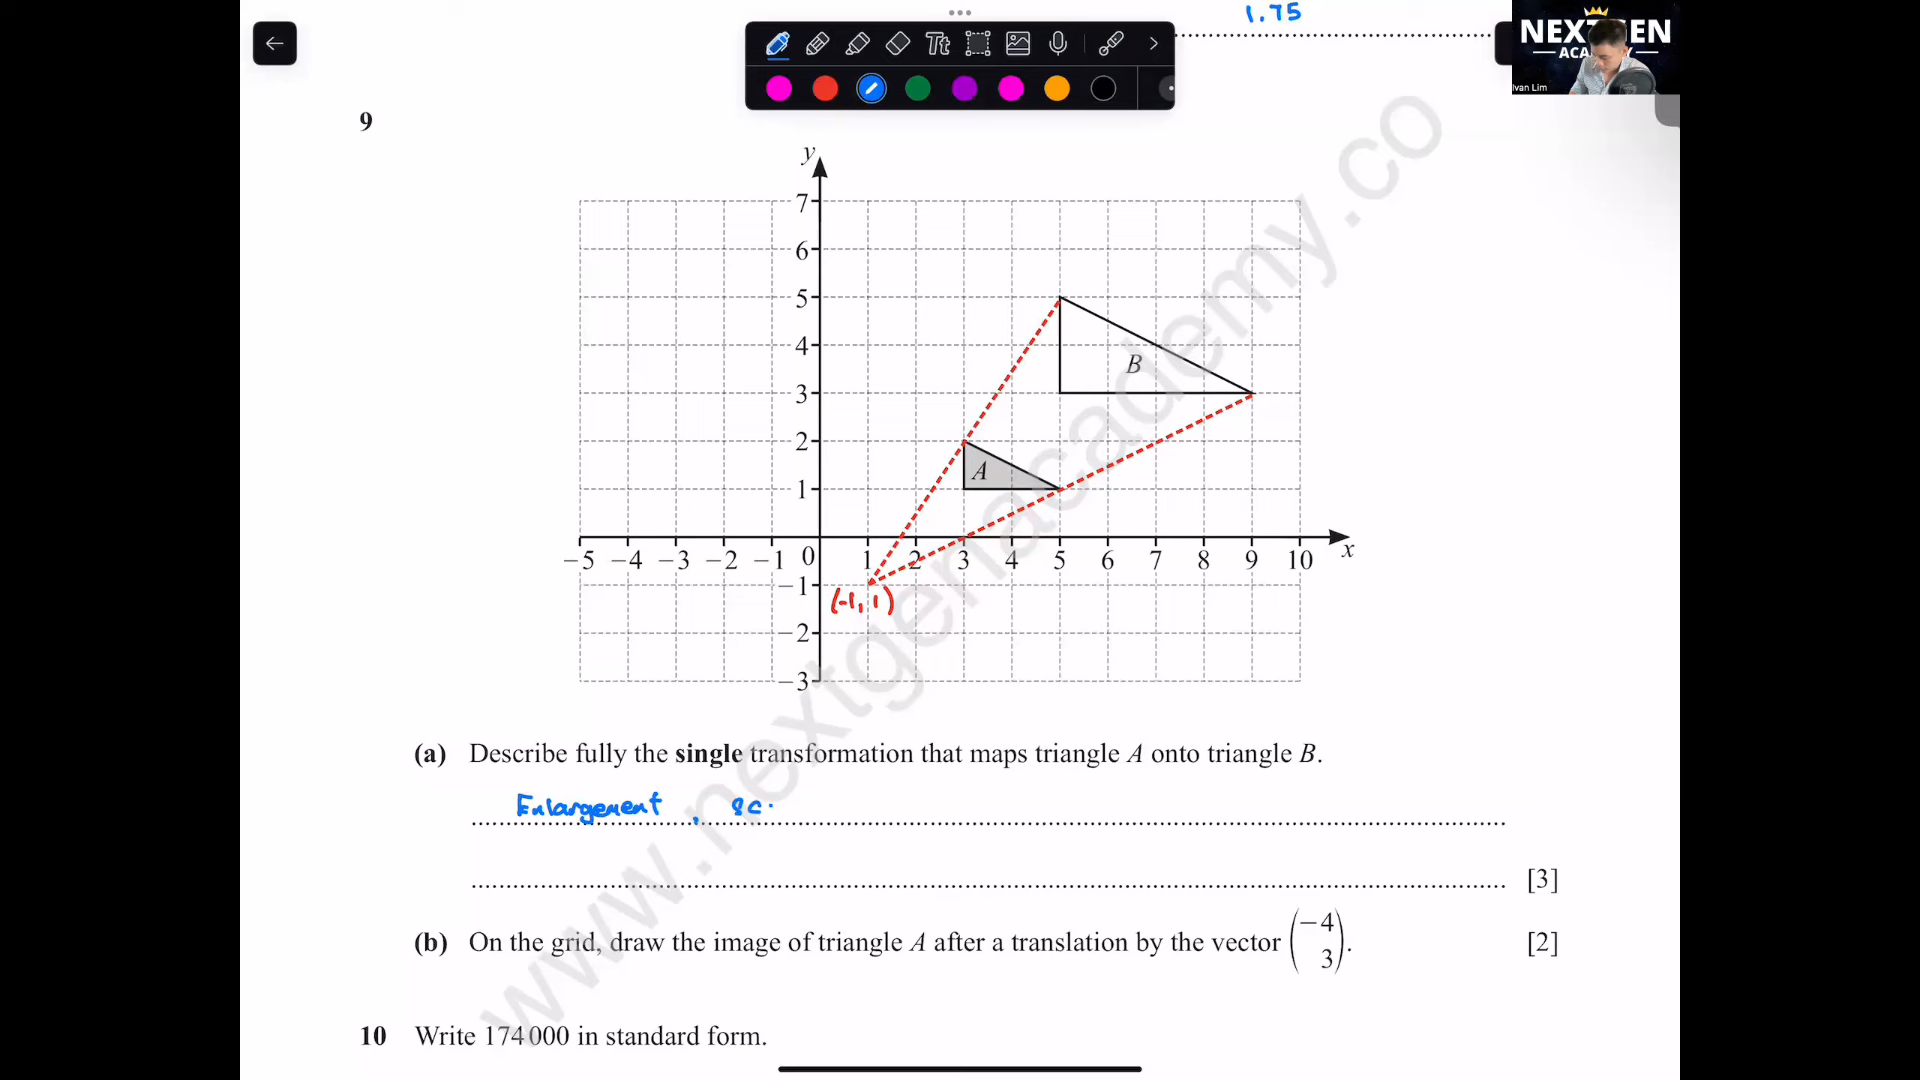 1.75
NEXTGEN
ACADEMY
Ivan Lim
Tt
9
y
7
6
5
4
3
2
1
B
A
−5 −4 −3 −2 −1 0 1 2 3 4 5 6 7 8 9 10 x
−1
(-1, 1)
−2
−3
(a) Describe fully the single transformation that maps triangle A onto triangle B.
Enlargement , sc.
[3]
(b) On the grid, draw the image of triangle A after a translation by the vector (−4 3). [2]
10 Write 174 000 in standard form.
www.nextgenacademy.co